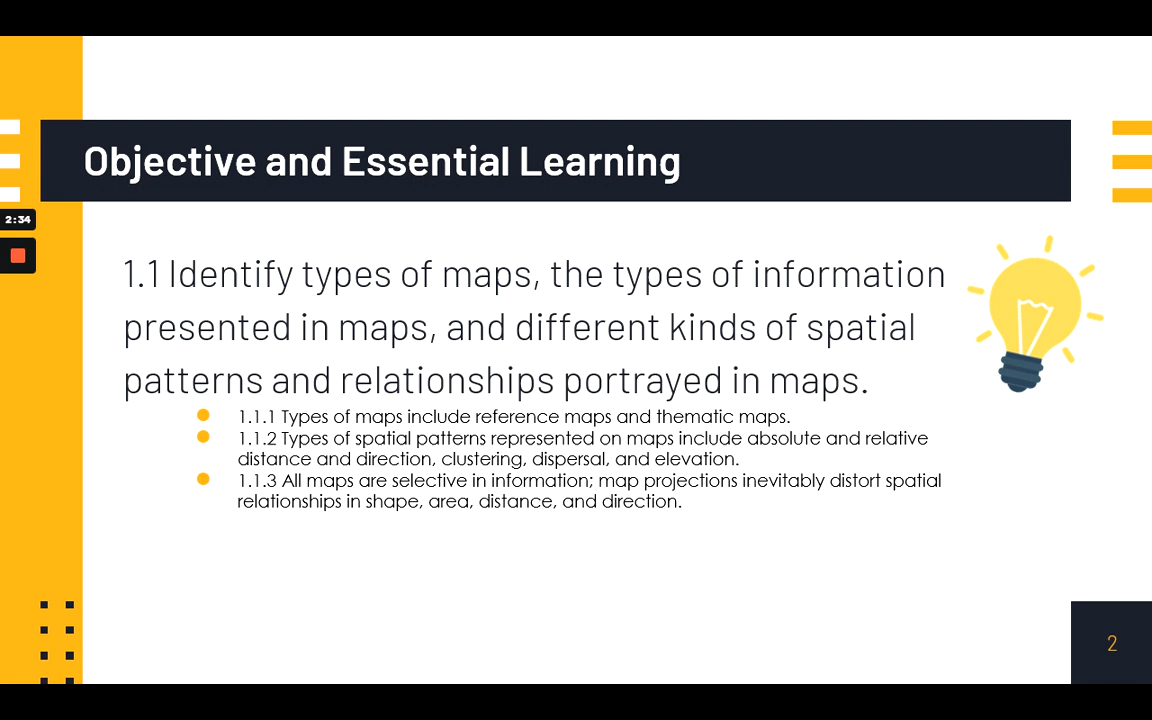 Objective and Essential Learning
2:34
1.1 Identify types of maps, the types of information
presented in maps, and different kinds of spatial
patterns and relationships portrayed in maps.
1.1.1 Types of maps include reference maps and thematic maps.
1.1.2 Types of spatial patterns represented on maps include absolute and relative
distance and direction, clustering, dispersal, and elevation.
1.1.3 All maps are selective in information; map projections inevitably distort spatial
relationships in shape, area, distance, and direction.
2